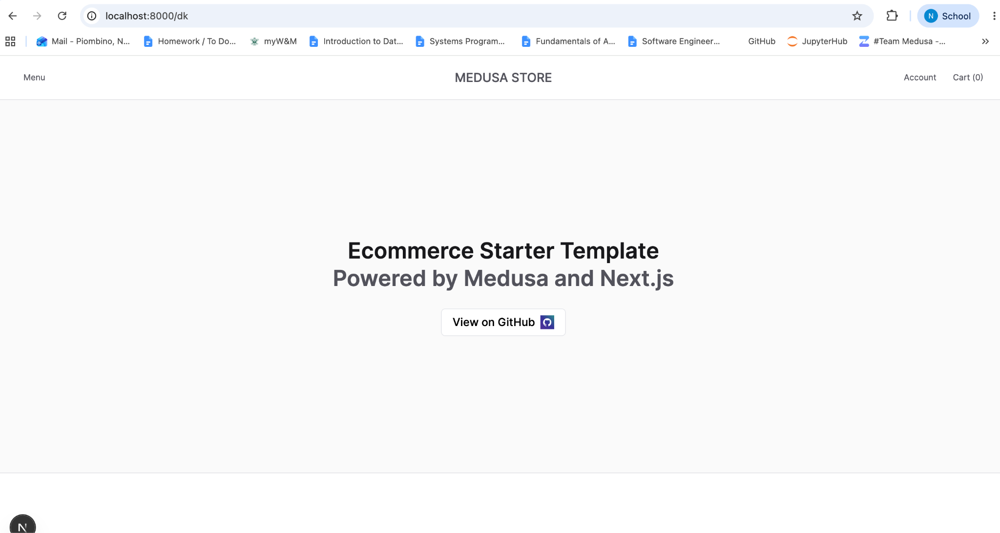 localhost:8000/dk
N School
Mail - Piombino, N... Homework / To Do... myW&M Introduction to Dat... Systems Program... Fundamentals of A... Software Engineer... GitHub JupyterHub #Team Medusa -...
Menu MEDUSA STORE Account Cart (0)
Ecommerce Starter Template
Powered by Medusa and Next.js
View on GitHub
N